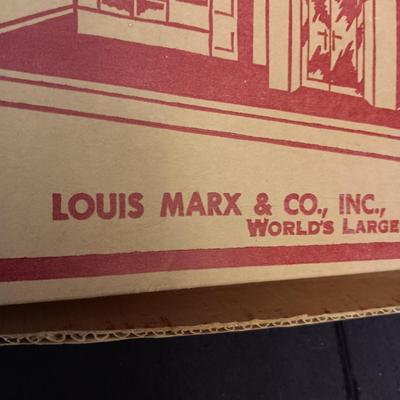 LOUIS MARX & CO., INC.,
WORLD'S LARGE